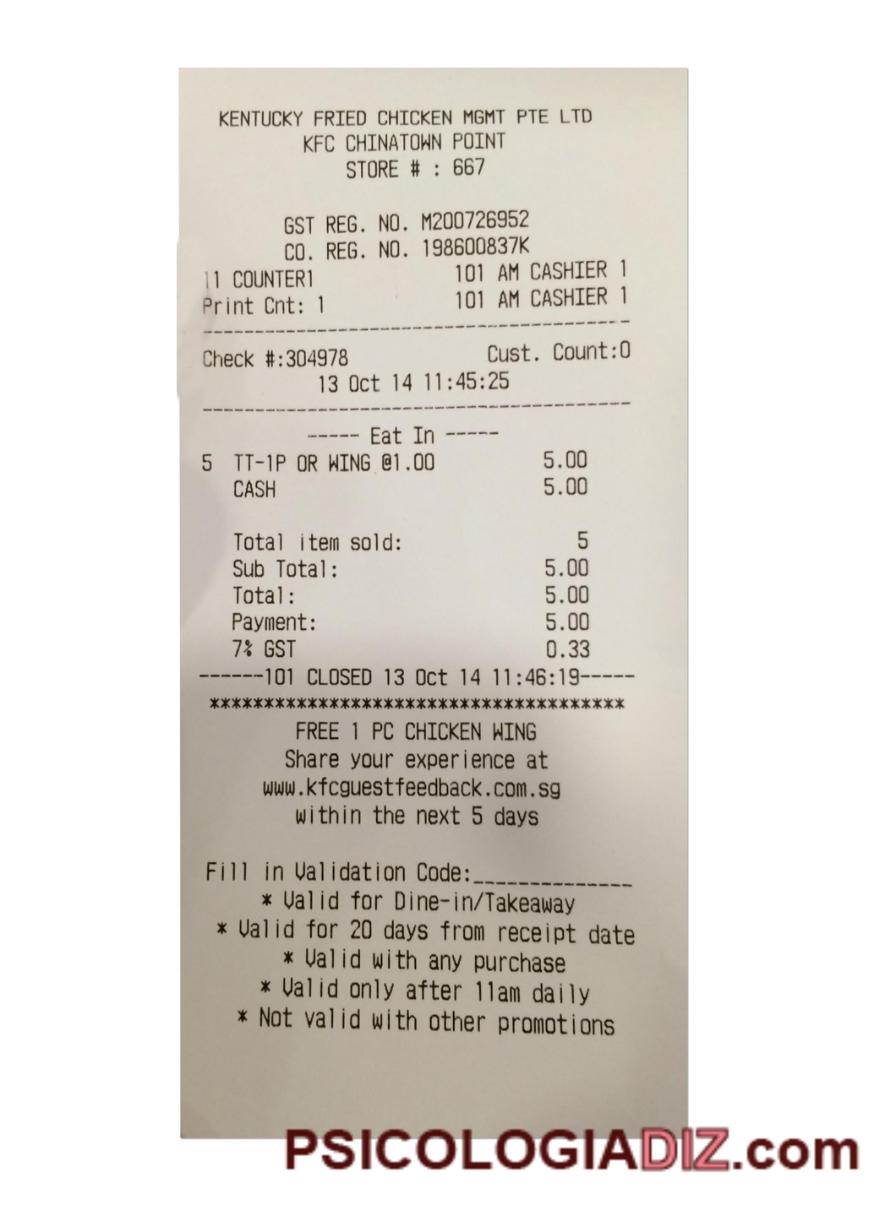 KENTUCKY FRIED CHICKEN MGMT PTE LTD
KFC CHINATOWN POINT
STORE # : 667
GST REG. NO. M200726952
CO. REG. NO. 198600837K
11 COUNTER1 101 AM CASHIER 1
Print Cnt: 1 101 AM CASHIER 1
Check #:304978 Cust. Count:0
13 Oct 14 11:45:25
----- Eat In -----
5 TT-1P OR WING @1.00 5.00
CASH 5.00
Total item sold: 5
Sub Total: 5.00
Total: 5.00
Payment: 5.00
7% GST 0.33
------101 CLOSED 13 Oct 14 11:46:19-----
***************************************
FREE 1 PC CHICKEN WING
Share your experience at
www.kfcguestfeedback.com.sg
within the next 5 days
Fill in Validation Code:_______________
* Valid for Dine-in/Takeaway
* Valid for 20 days from receipt date
* Valid with any purchase
* Valid only after 11am daily
* Not valid with other promotions
PSICOLOGIADIZ.com